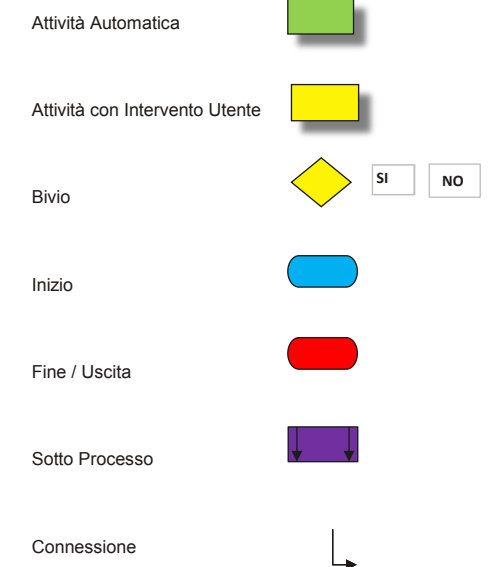 Attività Automatica
Attività con Intervento Utente
Bivio
SI
NO
Inizio
Fine / Uscita
Sotto Processo
Connessione